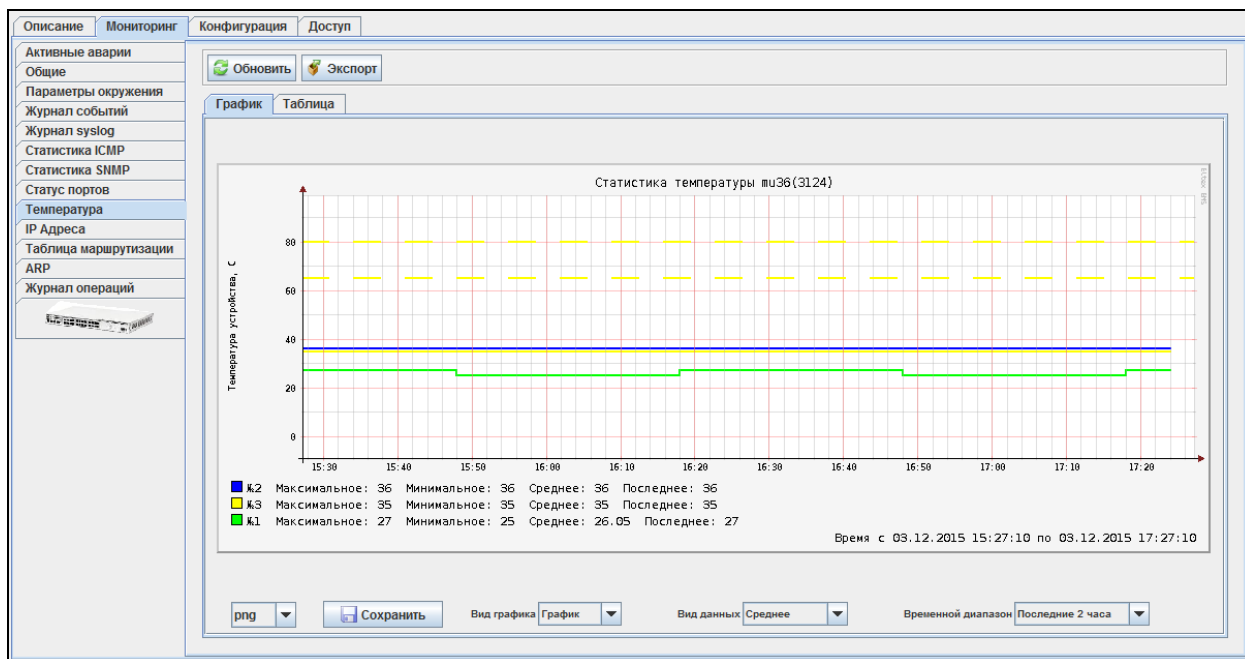 Описание Мониторинг Конфигурация Доступ
Активные аварии
Общие
Параметры окружения
Журнал событий
Журнал syslog
Статистика ICMP
Статистика SNMP
Статус портов
Температура
IP Адреса
Таблица маршрутизации
ARP
Журнал операций
Обновить Экспорт
График Таблица
Статистика температуры mu36(3124)
Температура устройства, С
80
60
40
20
0
15:30 15:40 15:50 16:00 16:10 16:20 16:30 16:40 16:50 17:00 17:10 17:20
№2 Максимальное: 36 Минимальное: 36 Среднее: 36 Последнее: 36
№3 Максимальное: 35 Минимальное: 35 Среднее: 35 Последнее: 35
№1 Максимальное: 27 Минимальное: 25 Среднее: 26.05 Последнее: 27
Время с 03.12.2015 15:27:10 по 03.12.2015 17:27:10
png Сохранить Вид графика График Вид данных Среднее Временной диапазон Последние 2 часа